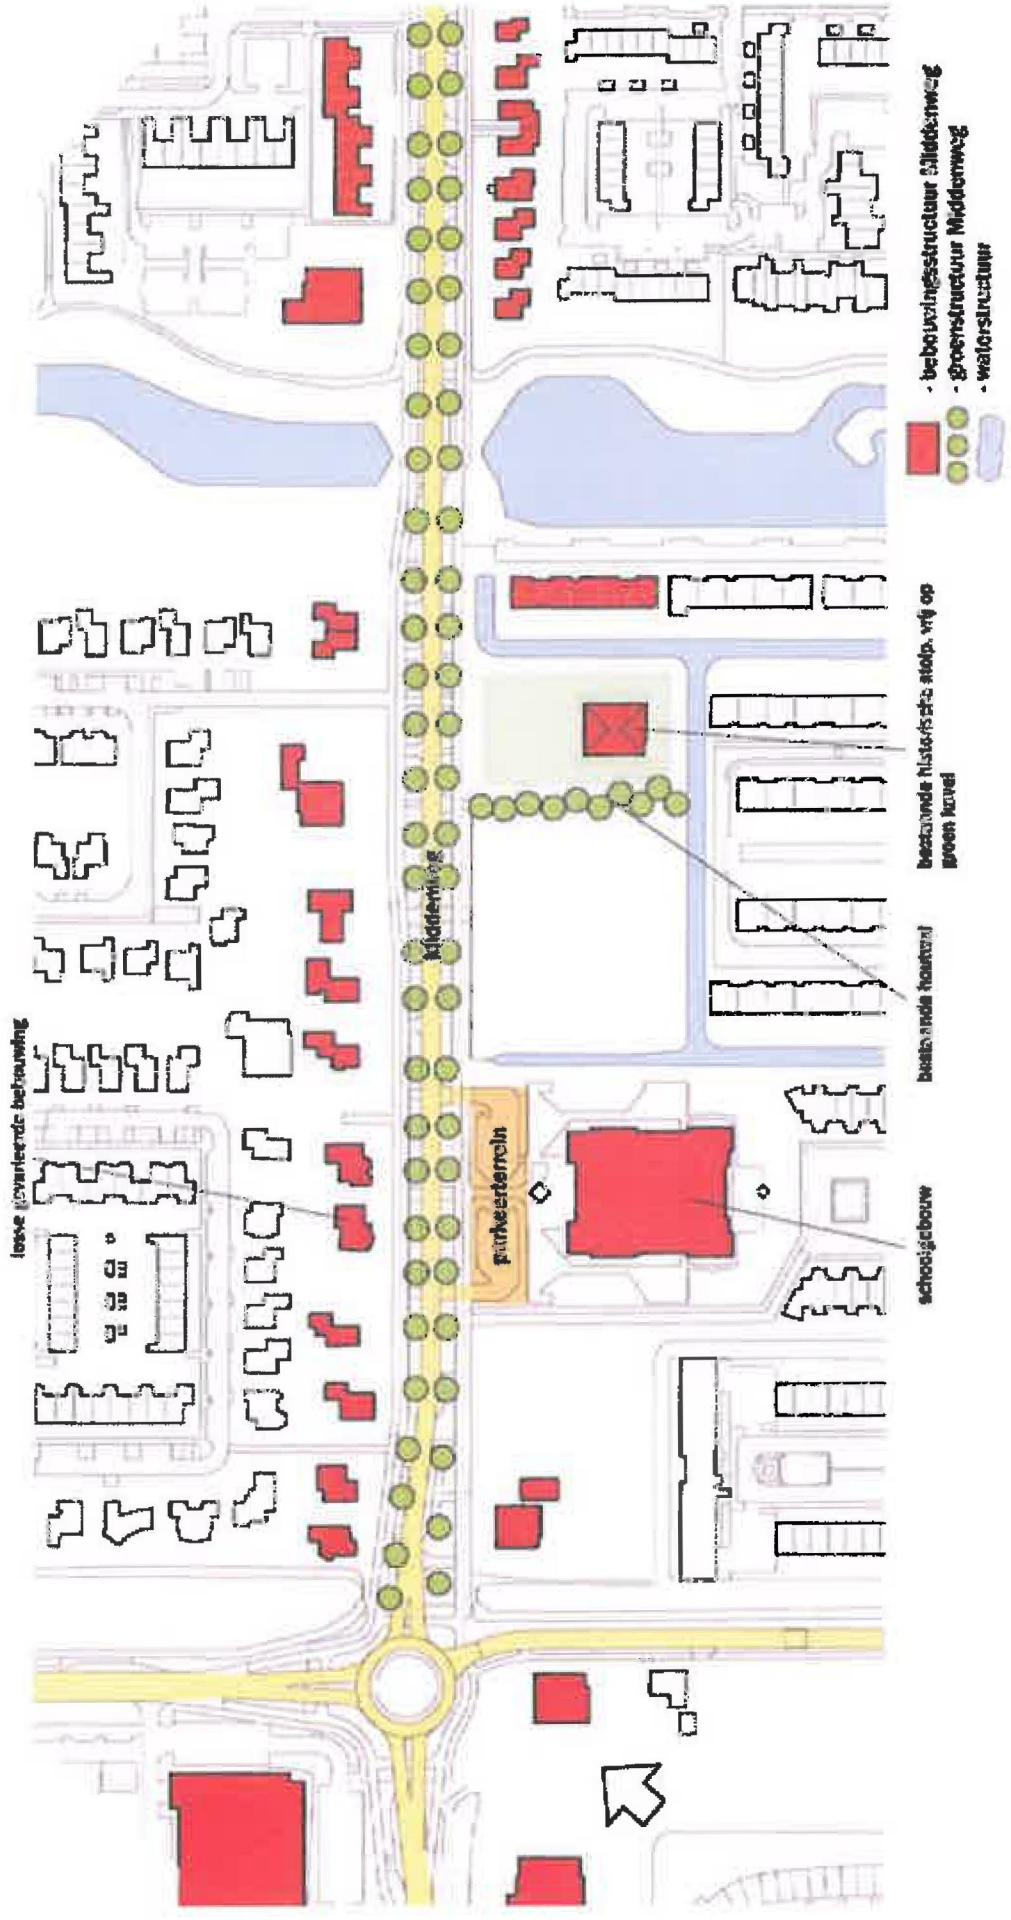 losse gevarieerde bebouwing
Middenweg
parkeerterrein
schoolgebouw
bestaande houtwal
bestaande historische stolp, vrij op
groen kavel
- bebouwingsstructuur Middenweg
- groenstructuur Middenweg
- waterstructuur